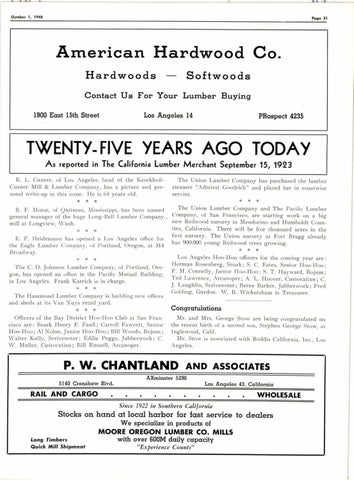 October 1, 1948 Page 31
American Hardwood Co.
Hardwoods — Softwoods
Contact Us For Your Lumber Buying
1900 East 15th Street Los Angeles 14 PRospect 4235
TWENTY-FIVE YEARS AGO TODAY
As reported in The California Lumber Merchant September 15, 1923
R. L. Cuzner, of Los Angeles, head of the Kerckhoff-
Cuzner Mill & Lumber Company, has a picture and per-
sonal write-up in this issue. He is 64 years old.
* * *
R. F. Morse, of Quitman, Mississippi, has been named
general manager of the huge Long-Bell Lumber Company
mill at Longview, Wash.
* * *
E. F. Heidemann has opened a Los Angeles office for
the Eagle Lumber Company, of Portland, Oregon, at 314
Broadway.
* * *
The C. D. Johnson Lumber Company, of Portland, Ore-
gon, has opened an office in the Pacific Mutual Building,
in Los Angeles. Frank Karrick is in charge.
* * *
The Hammond Lumber Company is building new offices
and sheds at its Van Nuys retail yard.
* * *
Officers of the Bay District Hoo-Hoo Club at San Fran-
cisco are: Snark Henry F. Faull; Carroll Fawcett, Senior
Hoo-Hoo; Al Nolan, Junior Hoo-Hoo; Bill Woods, Bojum;
Walter Kelly, Scrivenoter; Eddie Peggs, Jabberwock; C.
W. Muller, Custocation; Bill Russell, Arcanoper.
The Union Lumber Company has purchased the lumber
steamer "Admiral Goodrich" and placed her in coastwise
service.
* * *
The Union Lumber Company and The Pacific Lumber
Company, of San Francisco, are starting work on a big
new Redwood nursery in Mendocino and Humboldt Coun-
ties, California. There will be five thousand acres in the
first nursery. The Union nursery at Fort Bragg already
has 900,000 young Redwood trees growing.
* * *
Los Angeles Hoo-Hoo officers for the coming year are:
Herman Rosenberg, Snark; S. C. Estes, Senior Hoo-Hoo;
F. M. Connelly, Junior Hoo-Hoo; S. T. Hayward, Bojum;
Ted Lawrence, Arcanoper; A. L. Hoover, Custocation; C.
J. Laughlin, Scrivenoter; Berne Barker, Jabberwock; Fred
Golding, Gurdon. W. B. Wickersham is Treasurer.
Congratulations
Mr. and Mrs. George Stow are being congratulated on
the recent birth of a second son, Stephen George Stow, at
Inglewood, Calif.
Mr. Stow is associated with Roddis California, Inc., Los
Angeles.
P. W. CHANTLAND AND ASSOCIATES
AXminster 5296
5140 Crenshaw Blvd. Los Angeles 43, California
RAIL AND CARGO WHOLESALE
Since 1922 in Southern California
Stocks on hand at local harbor for fast service to dealers
We specialize in products of
MOORE OREGON LUMBER CO. MILLS
Long Timbers with over 600M daily capacity
Quick Mill Shipment "Experience Counts"